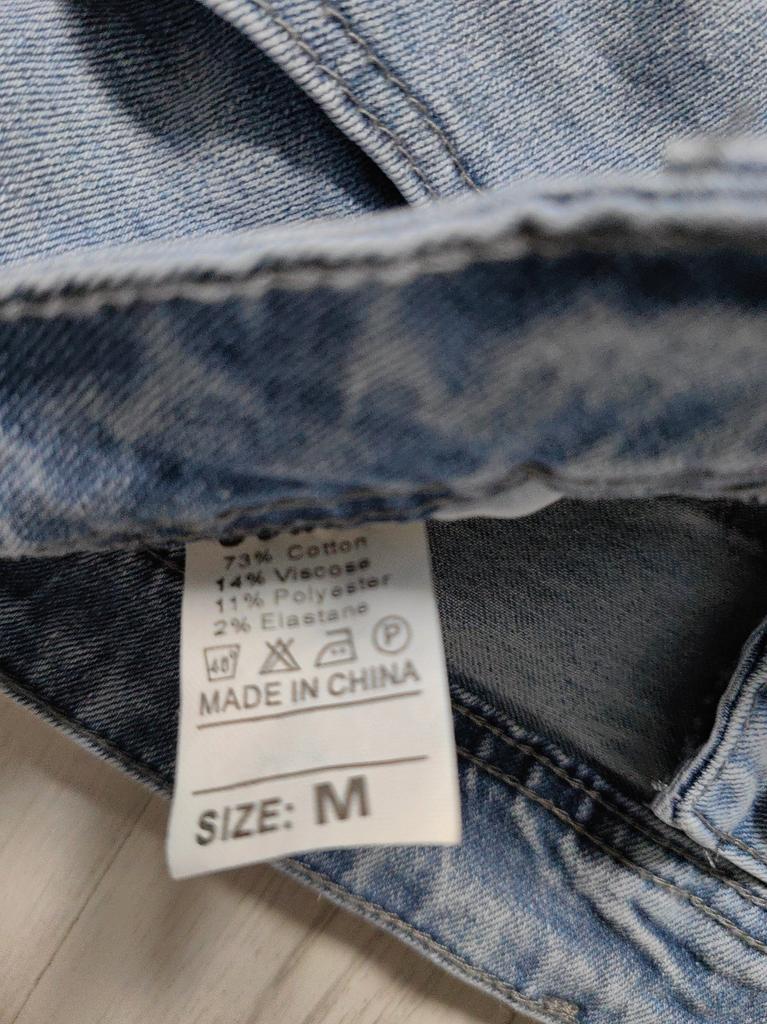 73% Cotton
14% Viscose
11% Polyester
2% Elastane
40° P
MADE IN CHINA
SIZE: M